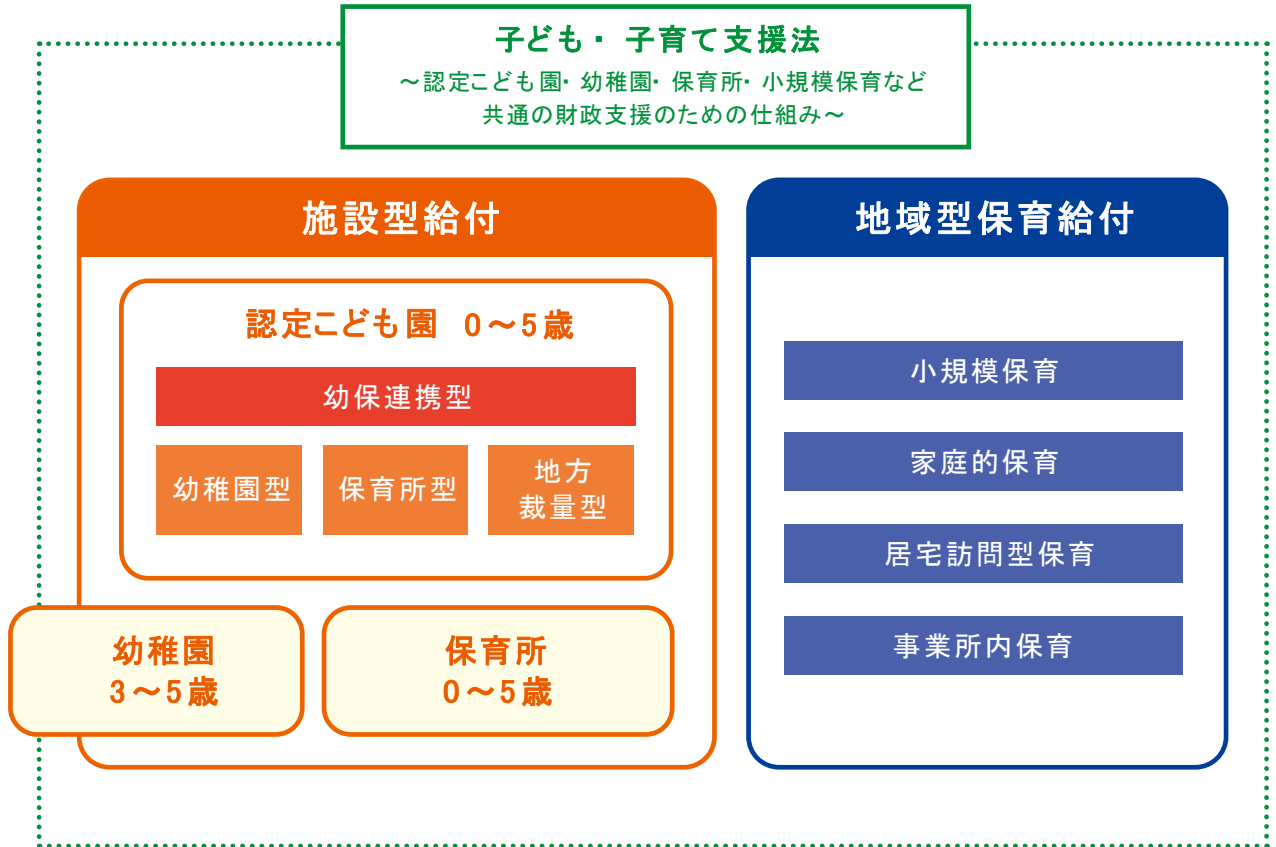 子ども・ 子育て支援法
～認定こども園・ 幼稚園・ 保育所・ 小規模保育など
共通の財政支援のための仕組み～
施設型給付
認定こども園 0～5歳
幼保連携型
幼稚園型
保育所型
地方
裁量型
幼稚園
3～5歳
保育所
0～5歳
地域型保育給付
小規模保育
家庭的保育
居宅訪問型保育
事業所内保育